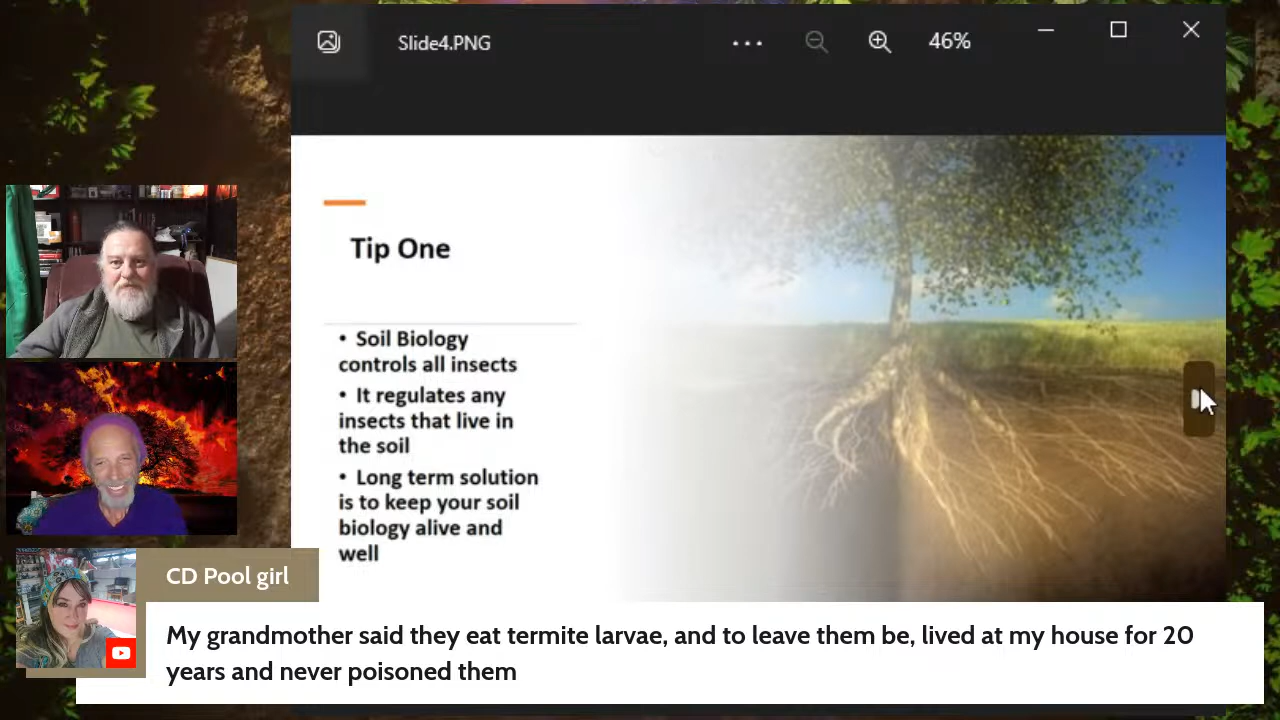 Slide4.PNG
46%
Tip One
• Soil Biology
controls all insects
• It regulates any
insects that live in
the soil
• Long term solution
is to keep your soil
biology alive and
well
CD Pool girl
My grandmother said they eat termite larvae, and to leave them be, lived at my house for 20
years and never poisoned them